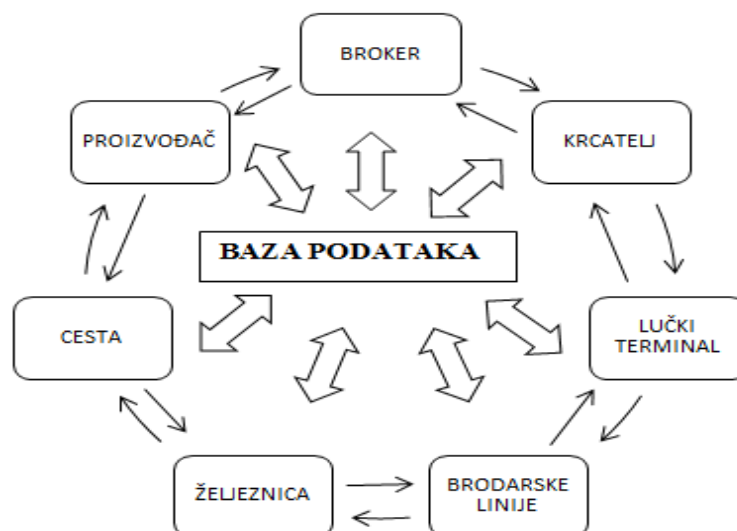 BROKER
PROIZVOĐAČ
KRCATELJ
BAZA PODATAKA
CESTA
LUČKI
TERMINAL
ŽELJEZNICA
BRODARSKE
LINIJE